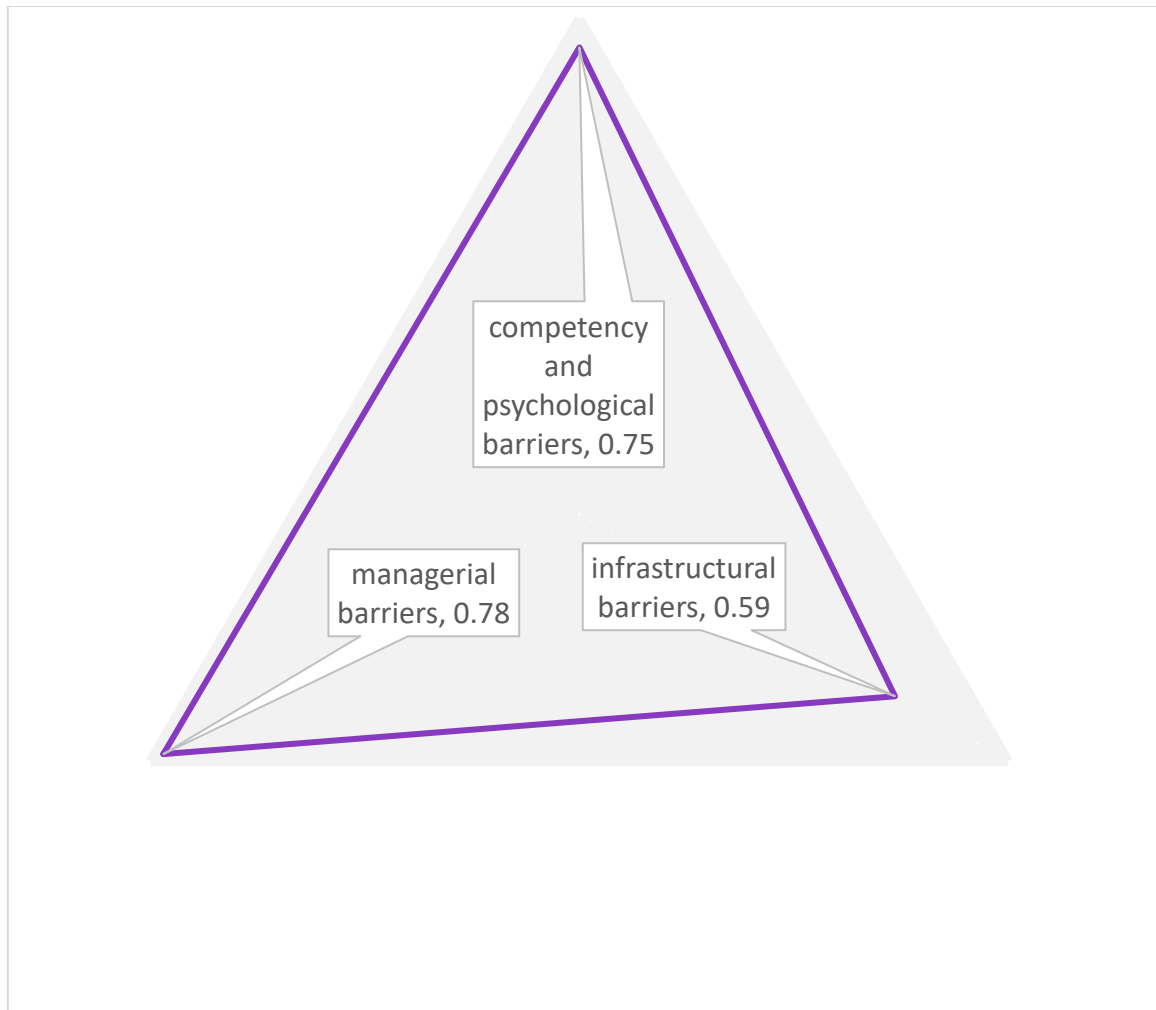 competency
and
psychological
barriers, 0.75
managerial
barriers, 0.78
infrastructural
barriers, 0.59